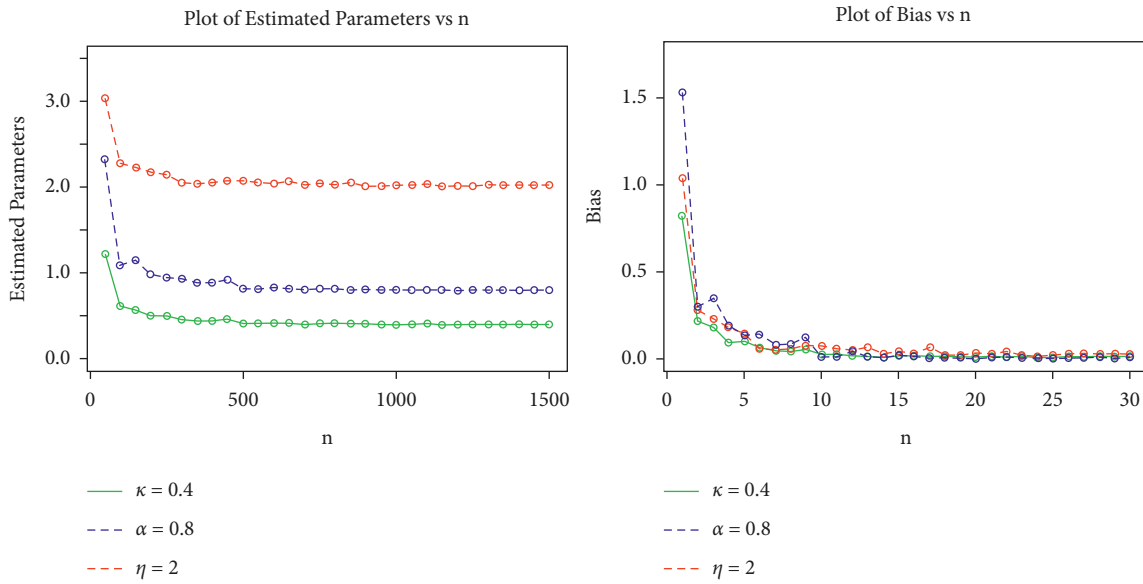 Plot of Estimated Parameters vs n
Estimated Parameters
3.0
2.0
1.0
0.0
0
500
1000
1500
n
κ = 0.4
α = 0.8
η = 2
Plot of Bias vs n
Bias
1.5
1.0
0.5
0.0
0
5
10
15
20
25
30
n
κ = 0.4
α = 0.8
η = 2